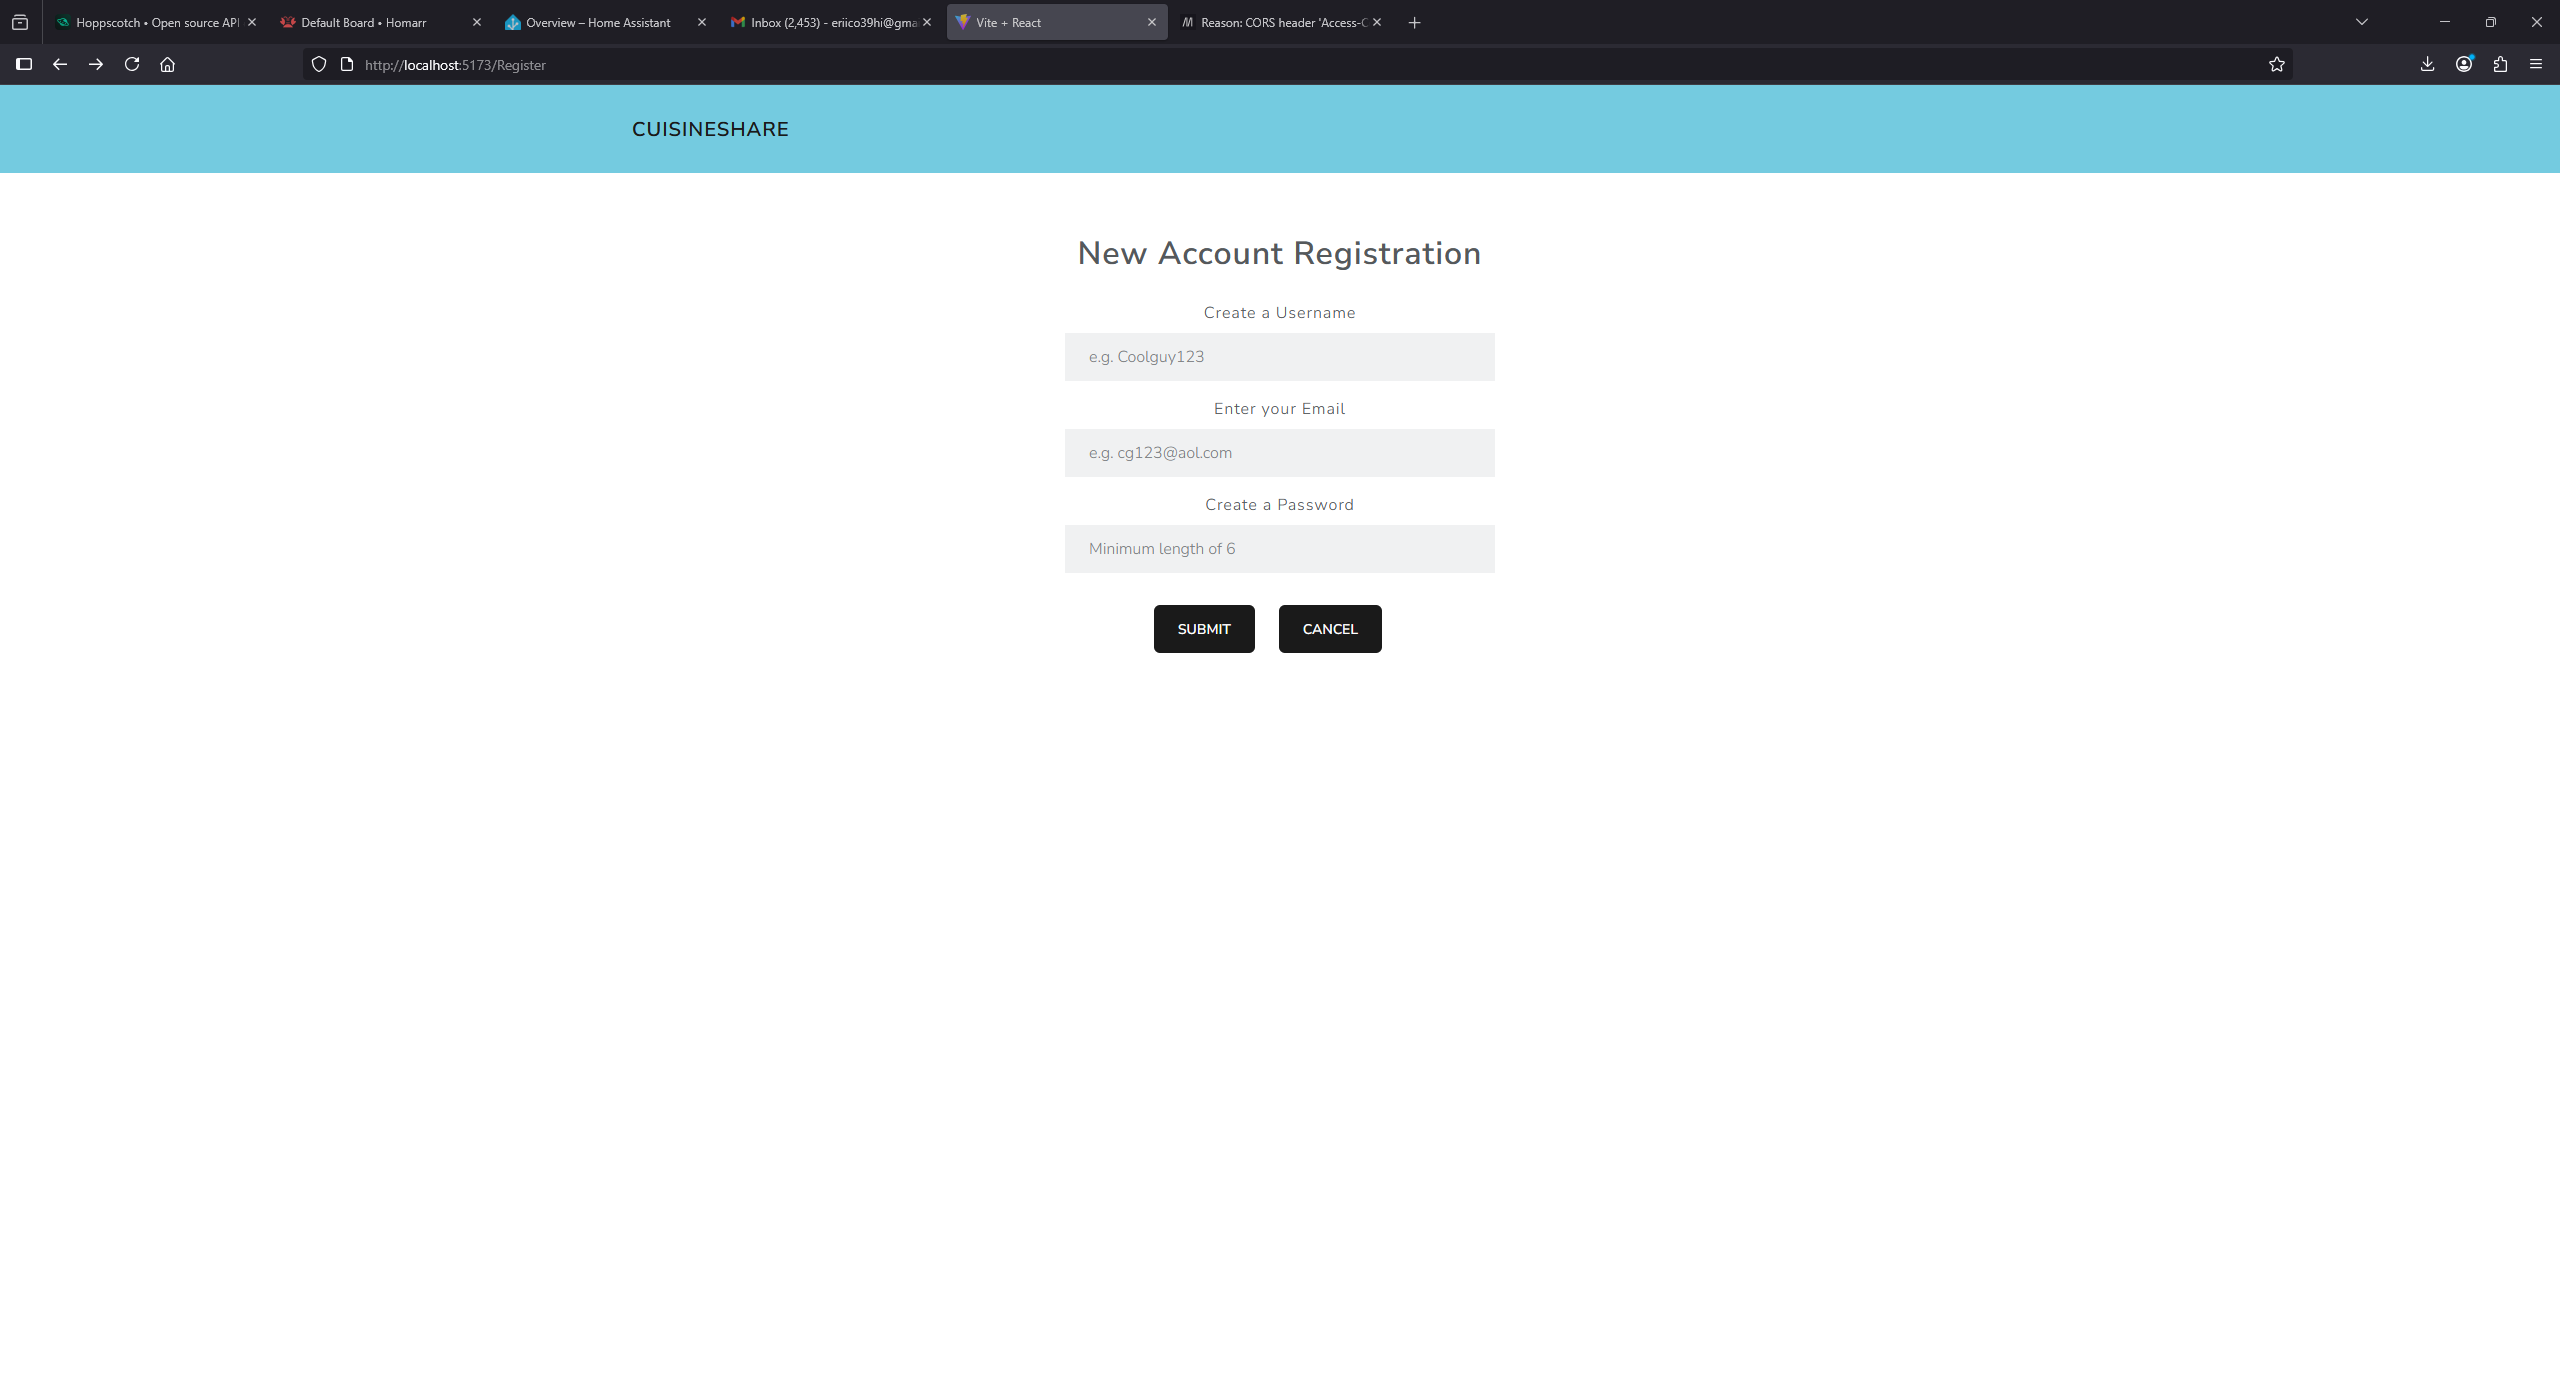 Hoppscotch • Open source API
Default Board • Homarr
Overview – Home Assistant
Inbox (2,453) - eriico39hi@gma
Vite + React
Reason: CORS header 'Access-C
http://localhost:5173/Register
CUISINESHARE
New Account Registration
Create a Username
e.g. Coolguy123
Enter your Email
e.g. cg123@aol.com
Create a Password
Minimum length of 6
SUBMIT
CANCEL